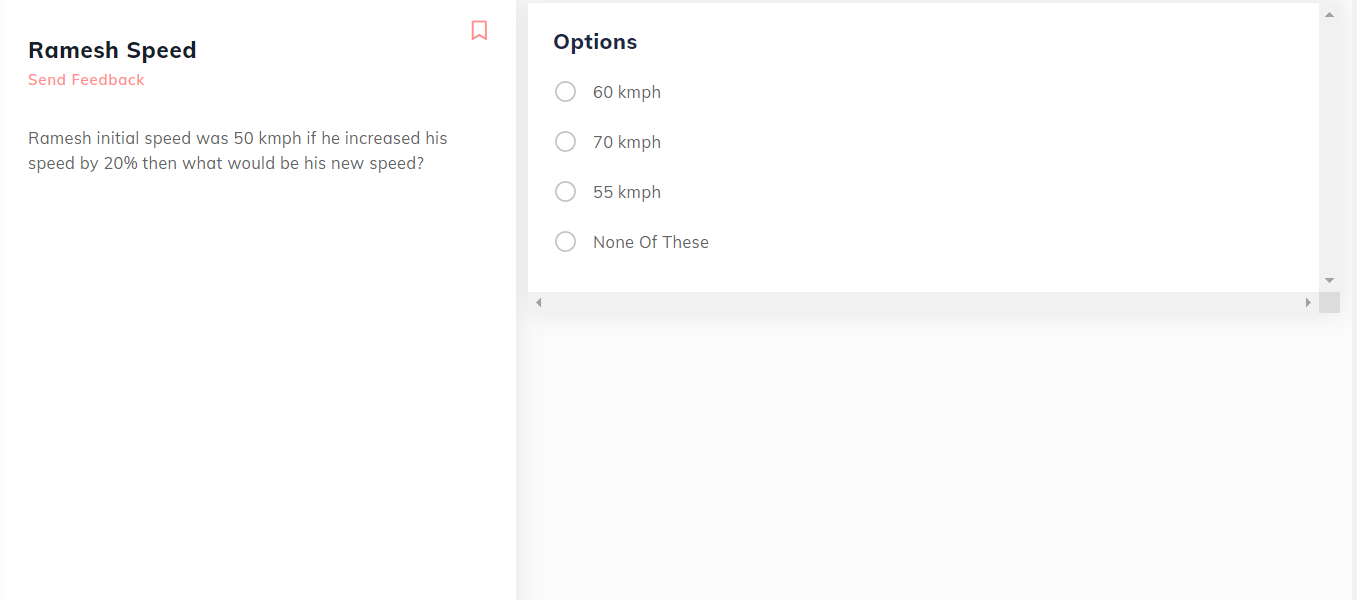 Ramesh Speed
Send Feedback
Ramesh initial speed was 50 kmph if he increased his
speed by 20% then what would be his new speed?
Options
60 kmph
70 kmph
55 kmph
None Of These